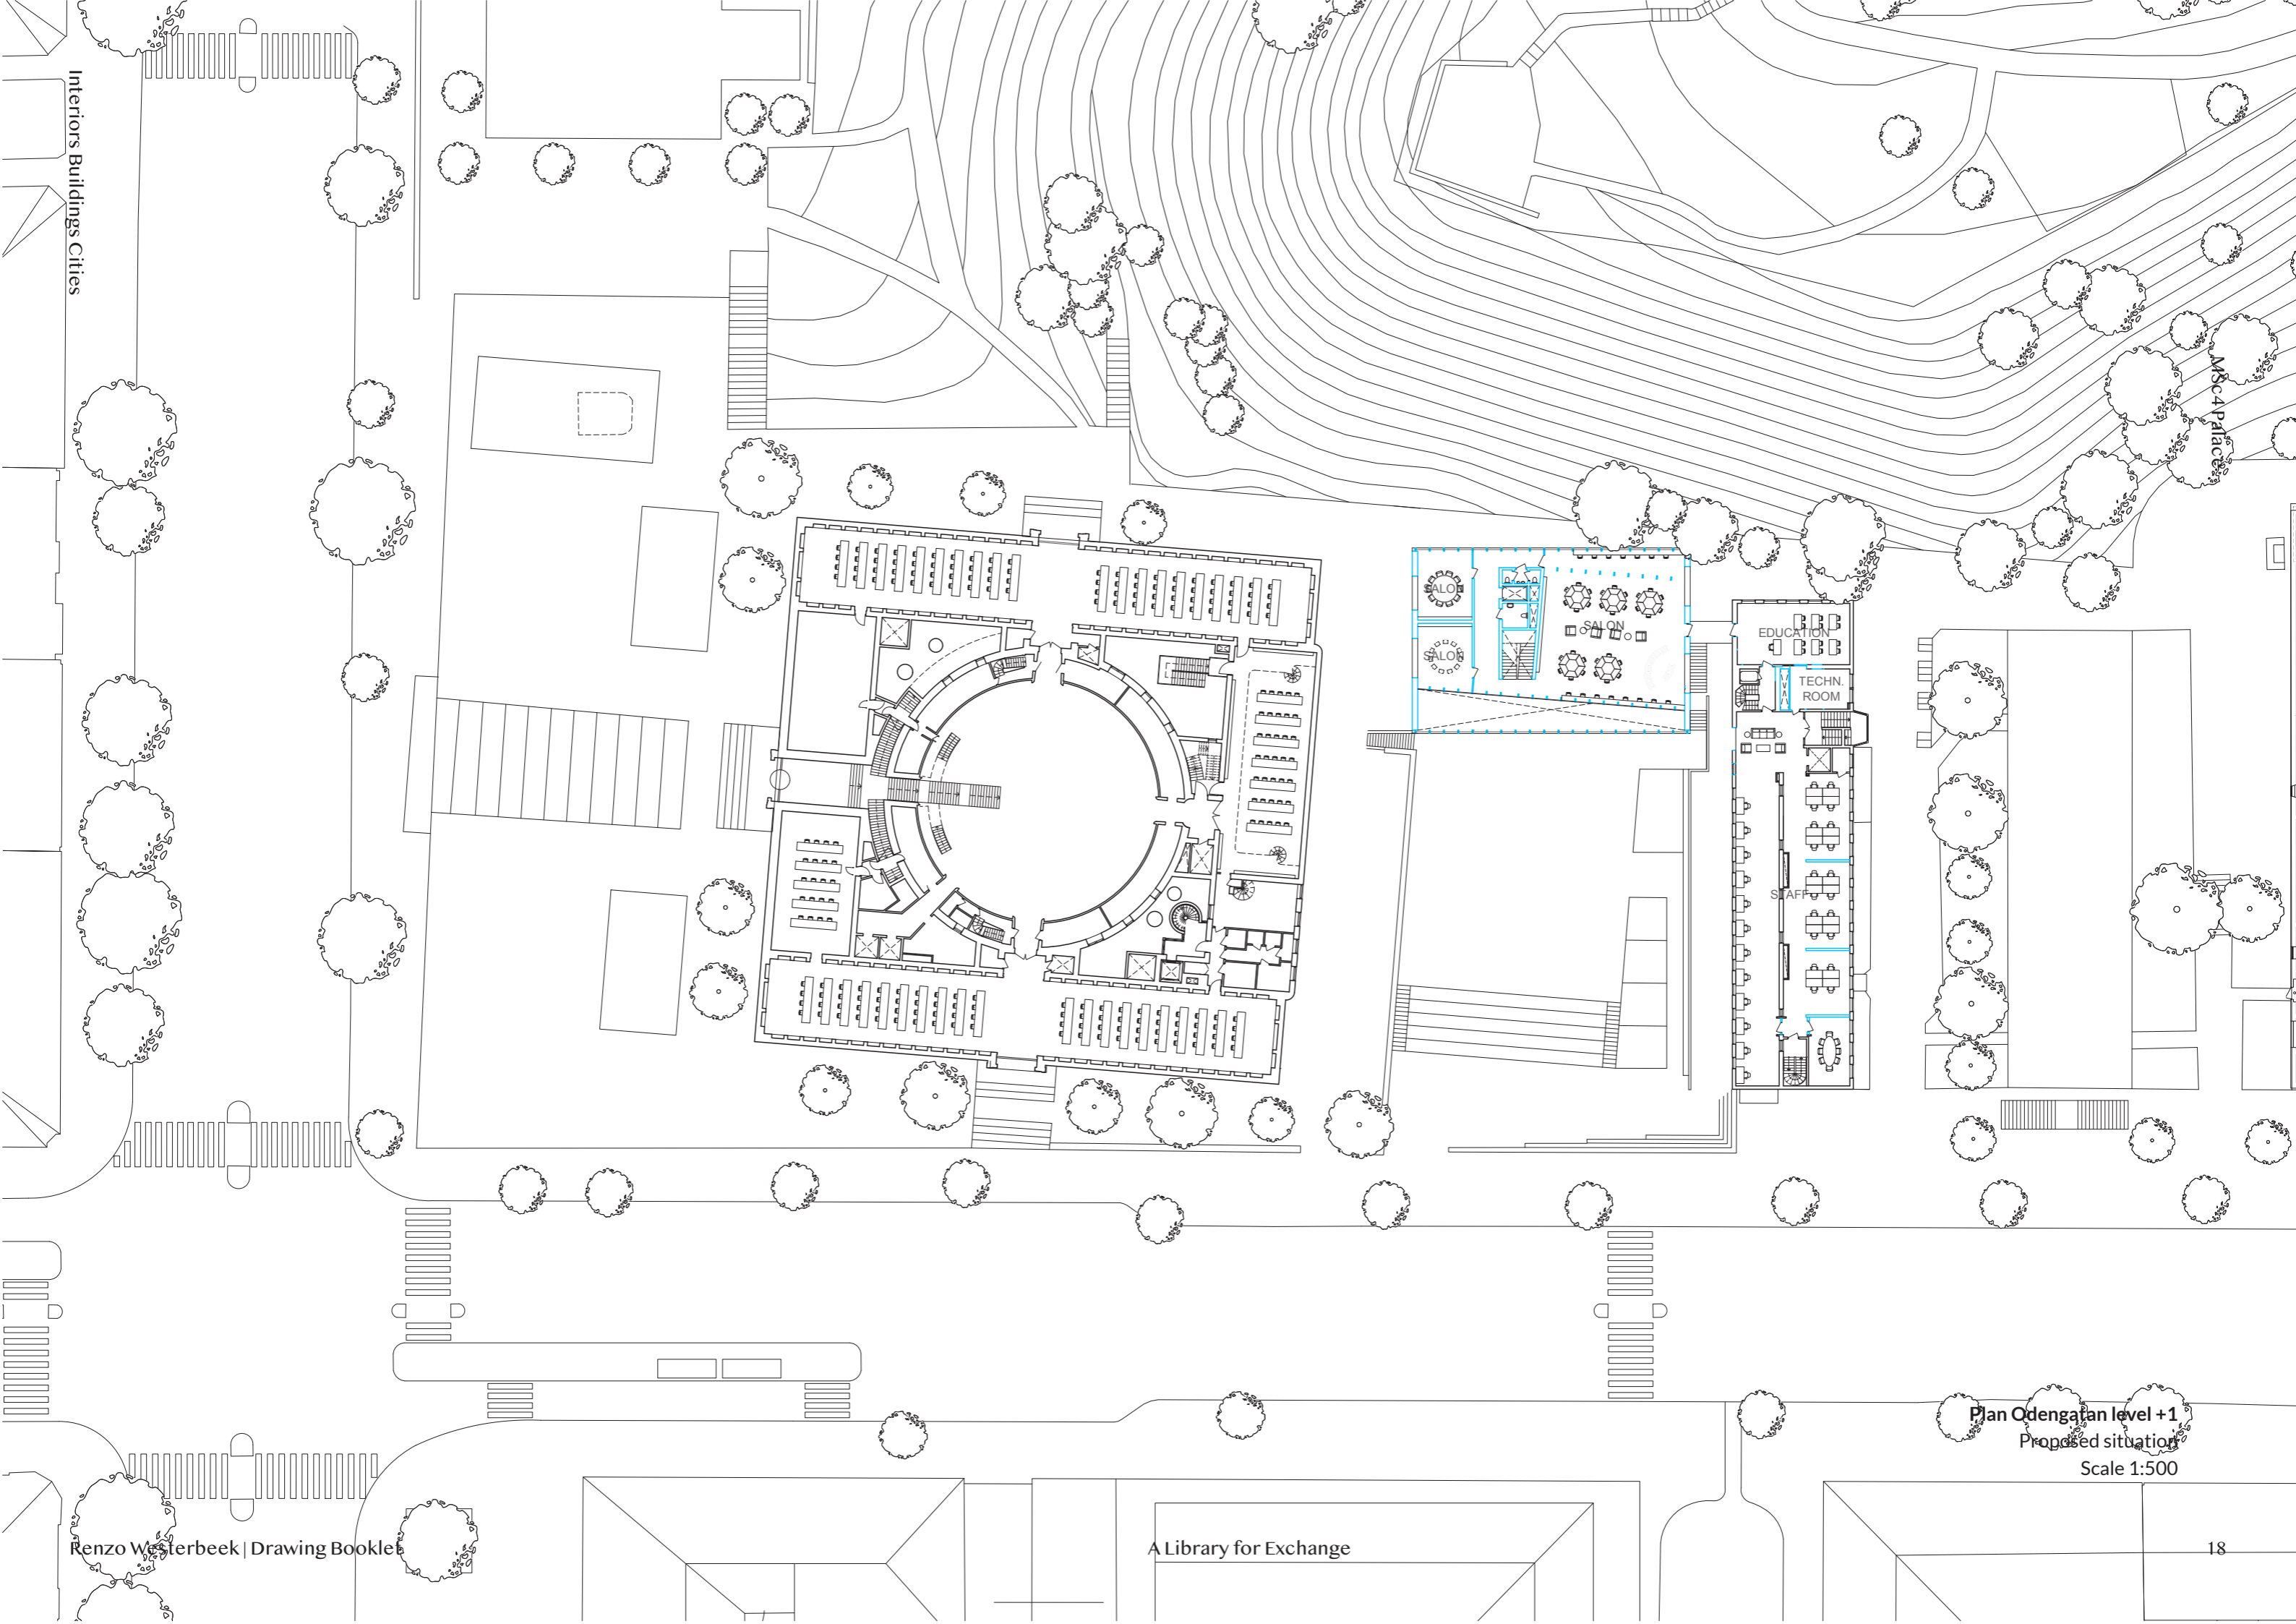 Interiors Buildings Cities
MSc4 Palace
SALON
SALON
SALON
EDUCATION
TECHN.
ROOM
STAFF
Plan Odengatan level +1
Proposed situation
Scale 1:500
Renzo Westerbeek | Drawing Booklet
A Library for Exchange
18